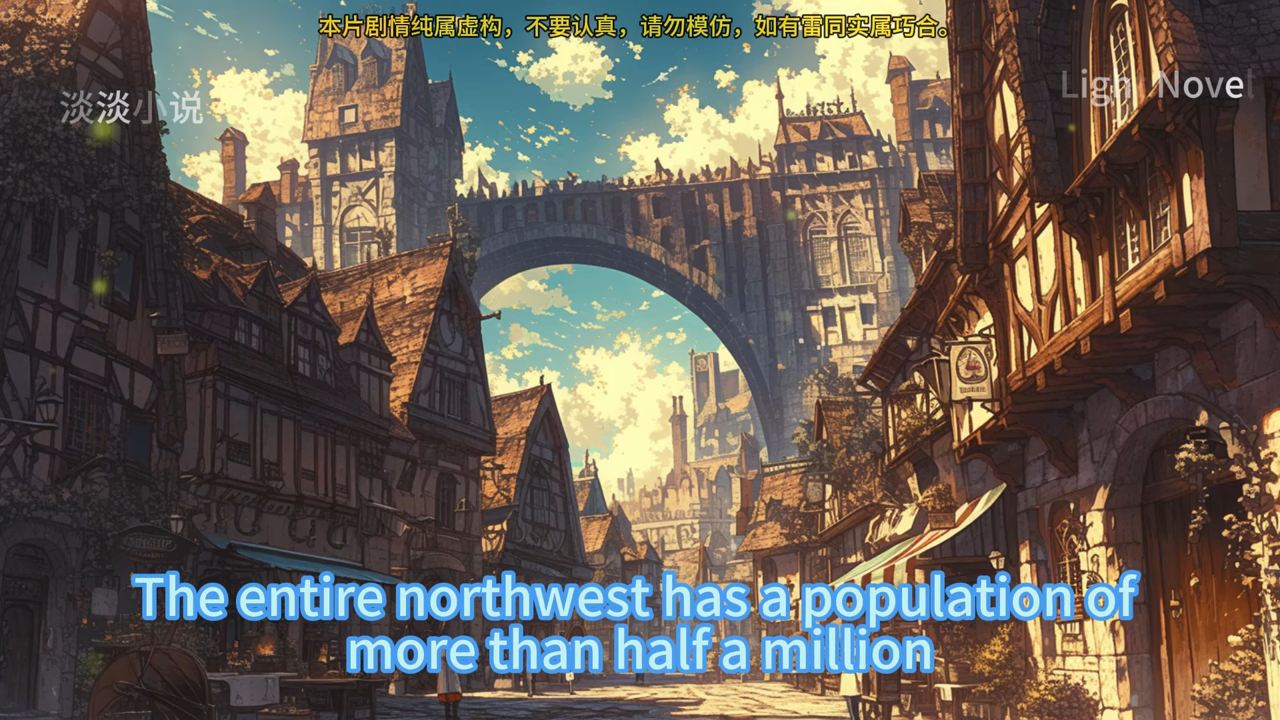 本片剧情纯属虚构，不要认真，请勿模仿，如有雷同实属巧合。
淡淡小说
Light Novel
The entire northwest has a population of
more than half a million